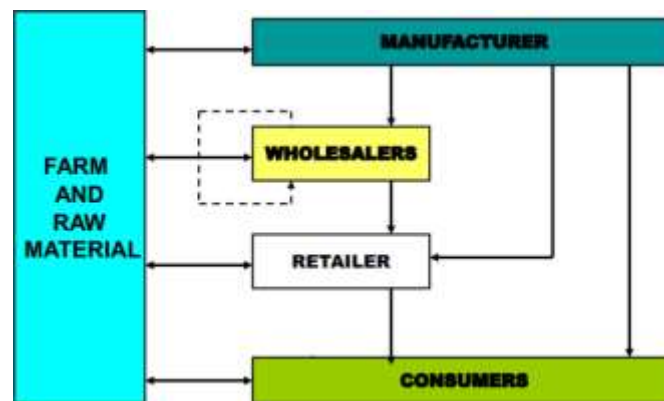 MANUFACTURER
WHOLESALERS
FARM
AND
RAW
MATERIAL
RETAILER
CONSUMERS